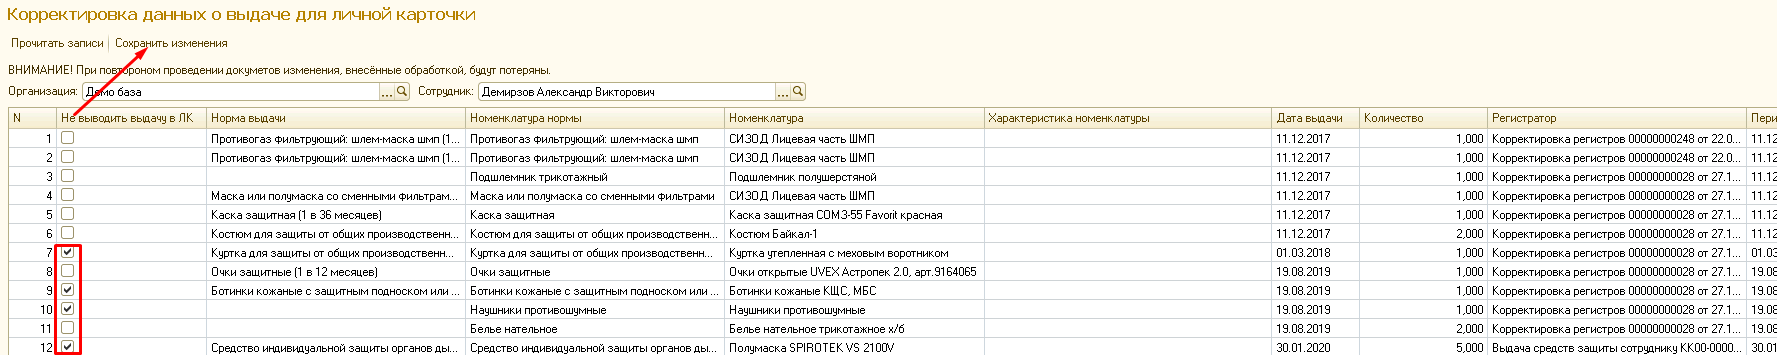 Корректировка данных о выдаче для личной карточки
Прочитать записи Сохранить изменения
ВНИМАНИЕ! При повтороном проведении докуметов изменения, внесённые обработкой, будут потеряны.
Организация: Демо база ... Сотрудник: Демирзов Александр Викторович ...
N Не выводить выдачу в ЛК Норма выдачи Номенклатура нормы Номенклатура Характеристика номенклатуры Дата выдачи Количество Регистратор Пери
1 Противогаз фильтрующий: шлем-маска шмп (1... Противогаз фильтрующий: шлем-маска шмп СИЗОД Лицевая часть ШМП 11.12.2017 1,000 Корректировка регистров 00000000248 от 22.0... 11.12
2 Противогаз фильтрующий: шлем-маска шмп (1... Противогаз фильтрующий: шлем-маска шмп СИЗОД Лицевая часть ШМП 11.12.2017 1,000 Корректировка регистров 00000000248 от 22.0... 11.12
3 Подшлемник трикотажный Подшлемник полушерстяной 11.12.2017 1,000 Корректировка регистров 00000000028 от 27.1... 11.12
4 Маска или полумаска со сменными фильтрам... Маска или полумаска со сменными фильтрами СИЗОД Лицевая часть ШМП 11.12.2017 1,000 Корректировка регистров 00000000028 от 27.1... 11.12
5 Каска защитная (1 в 36 месяцев) Каска защитная Каска защитная СОМЗ-55 Favorit красная 11.12.2017 1,000 Корректировка регистров 00000000028 от 27.1... 11.12
6 Костюм для защиты от общих производственн... Костюм для защиты от общих производственн... Костюм Байкал-1 11.12.2017 2,000 Корректировка регистров 00000000028 от 27.1... 11.12
7 Куртка для защиты от общих производственн... Куртка для защиты от общих производственн... Куртка утепленная с меховым воротником 01.03.2018 1,000 Корректировка регистров 00000000028 от 27.1... 01.03
8 Очки защитные (1 в 12 месяцев) Очки защитные Очки открытые UVEX Астропек 2.0, арт.9164065 19.08.2019 1,000 Корректировка регистров 00000000028 от 27.1... 19.08
9 Ботинки кожаные с защитным подноском или ... Ботинки кожаные с защитным подноском или ... Ботинки кожаные КЩС, МБС 19.08.2019 1,000 Корректировка регистров 00000000028 от 27.1... 19.08
10 Наушники противошумные Наушники противошумные 19.08.2019 1,000 Корректировка регистров 00000000028 от 27.1... 19.08
11 Белье нательное Белье нательное трикотажное х/б 19.08.2019 2,000 Корректировка регистров 00000000028 от 27.1... 19.08
12 Средство индивидуальной защиты органов ды... Средство индивидуальной защиты органов ды... Полумаска SPIROTEK VS 2100V 30.01.2020 5,000 Выдача средств защиты сотруднику КК00-0000... 30.01